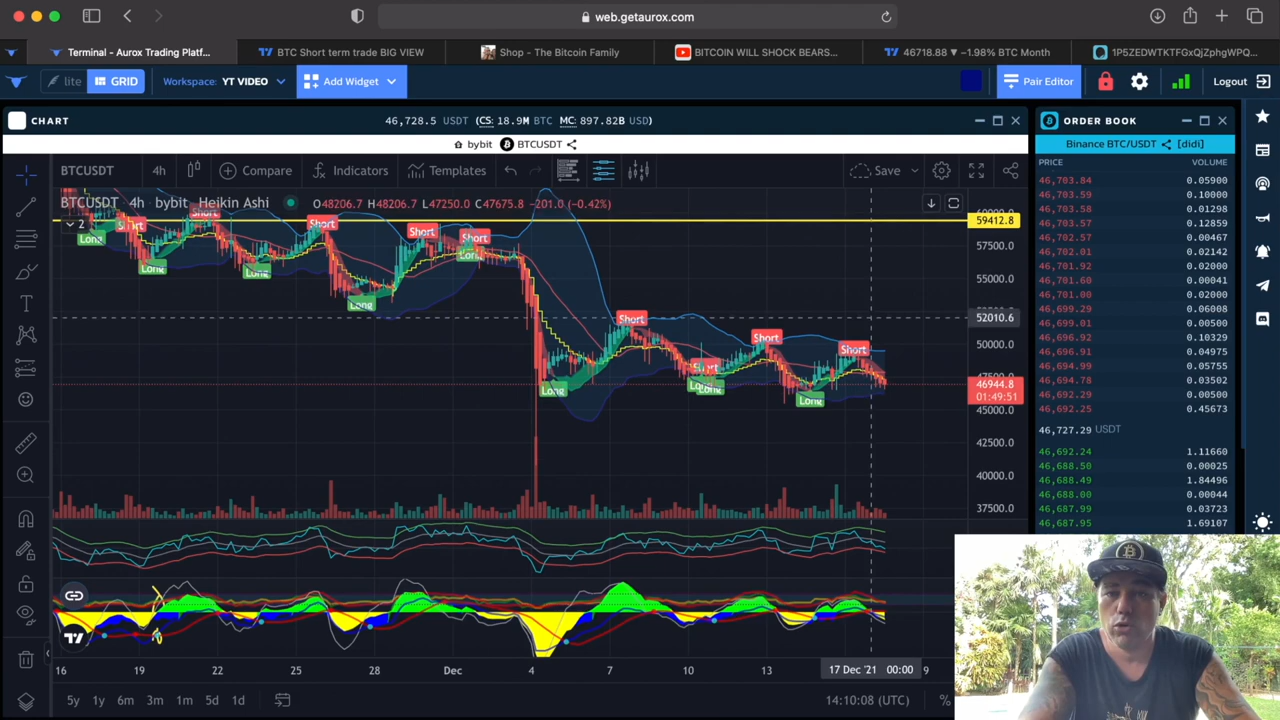 web.getaurox.com
Terminal - Aurox Trading Platf...
BTC Short term trade BIG VIEW
Shop - The Bitcoin Family
BITCOIN WILL SHOCK BEARS...
46718.88 ▼ −1.98% BTC Month
1P5ZEDWTKTFGxQjZphgWPQ...
lite
GRID
Workspace: YT VIDEO
Add Widget
Pair Editor
Logout
CHART
46,728.5 USDT (CS: 18.9M BTC MC: 897.82B USD)
bybit BTCUSDT
BTCUSDT 4h Compare Indicators Templates Save
BTCUSDT 4h bybit Heikin Ashi
O48206.7 H48206.7 L47250.0 C47675.8 −201.0 (−0.42%)
2
Short
Short
Short
Short
Short
Short
Short
Short
Long
Long
Long
Long
Long
Long
Long
Long
59412.8
57500.0
55000.0
52010.6
50000.0
46944.8
01:49:51
45000.0
42500.0
40000.0
37500.0
16 19 22 25 28 Dec 4 7 10 13 17 Dec '21 00:00 9
5y 1y 6m 3m 1m 5d 1d
14:10:08 (UTC) %
ORDER BOOK
Binance BTC/USDT [didi]
PRICE VOLUME
46,703.84 0.05900
46,703.59 0.10000
46,703.58 0.01298
46,703.57 0.12859
46,702.57 0.00467
46,702.01 0.02142
46,701.92 0.02000
46,701.60 0.00041
46,701.00 0.02000
46,699.29 0.06008
46,699.01 0.00500
46,696.92 0.10329
46,696.91 0.04975
46,694.99 0.05755
46,694.78 0.03502
46,692.29 0.00500
46,692.25 0.45673
46,727.29 USDT
46,692.24 1.11660
46,688.50 0.00025
46,688.49 1.84496
46,688.00 0.00044
46,687.99 0.03723
46,687.95 1.69107